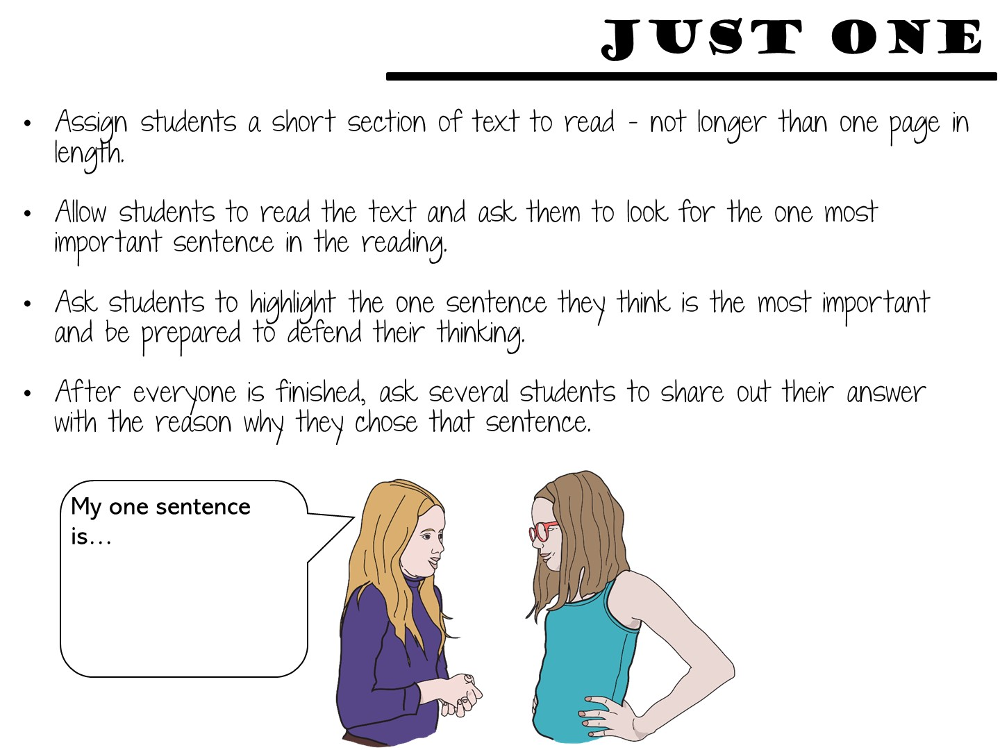 JUST ONE
• Assign students a short section of text to read - not longer than one page in
length.
• Allow students to read the text and ask them to look for the one most
important sentence in the reading.
• Ask students to highlight the one sentence they think is the most important
and be prepared to defend their thinking.
• After everyone is finished, ask several students to share out their answer
with the reason why they chose that sentence.
My one sentence
is...